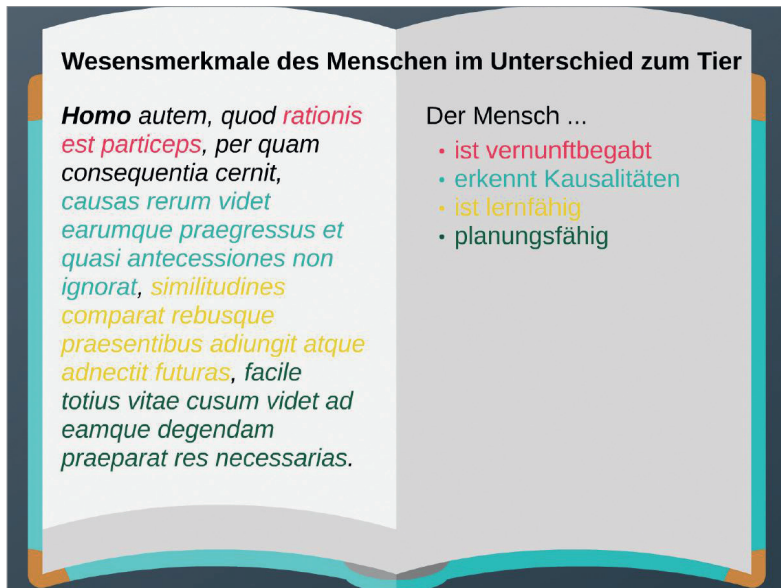 Wesensmerkmale des Menschen im Unterschied zum Tier
Homo autem, quod rationis
est particeps, per quam
consequentia cernit,
causas rerum videt
earumque praegressus et
quasi antecessiones non
ignorat, similitudines
comparat rebusque
praesentibus adiungit atque
adnectit futuras, facile
totius vitae cusum videt ad
eamque degendam
praeparat res necessarias.
Der Mensch ...
• ist vernunftbegabt
• erkennt Kausalitäten
• ist lernfähig
• planungsfähig